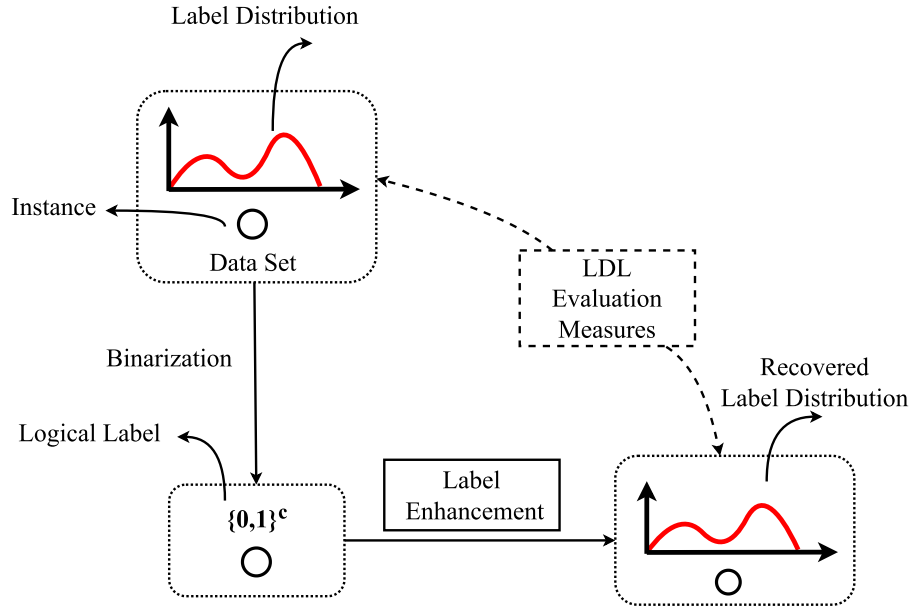 Label Distribution
Instance
Data Set
LDL
Evaluation
Measures
Binarization
Recovered
Label Distribution
Logical Label
Label
Enhancement
{0,1}ᶜ